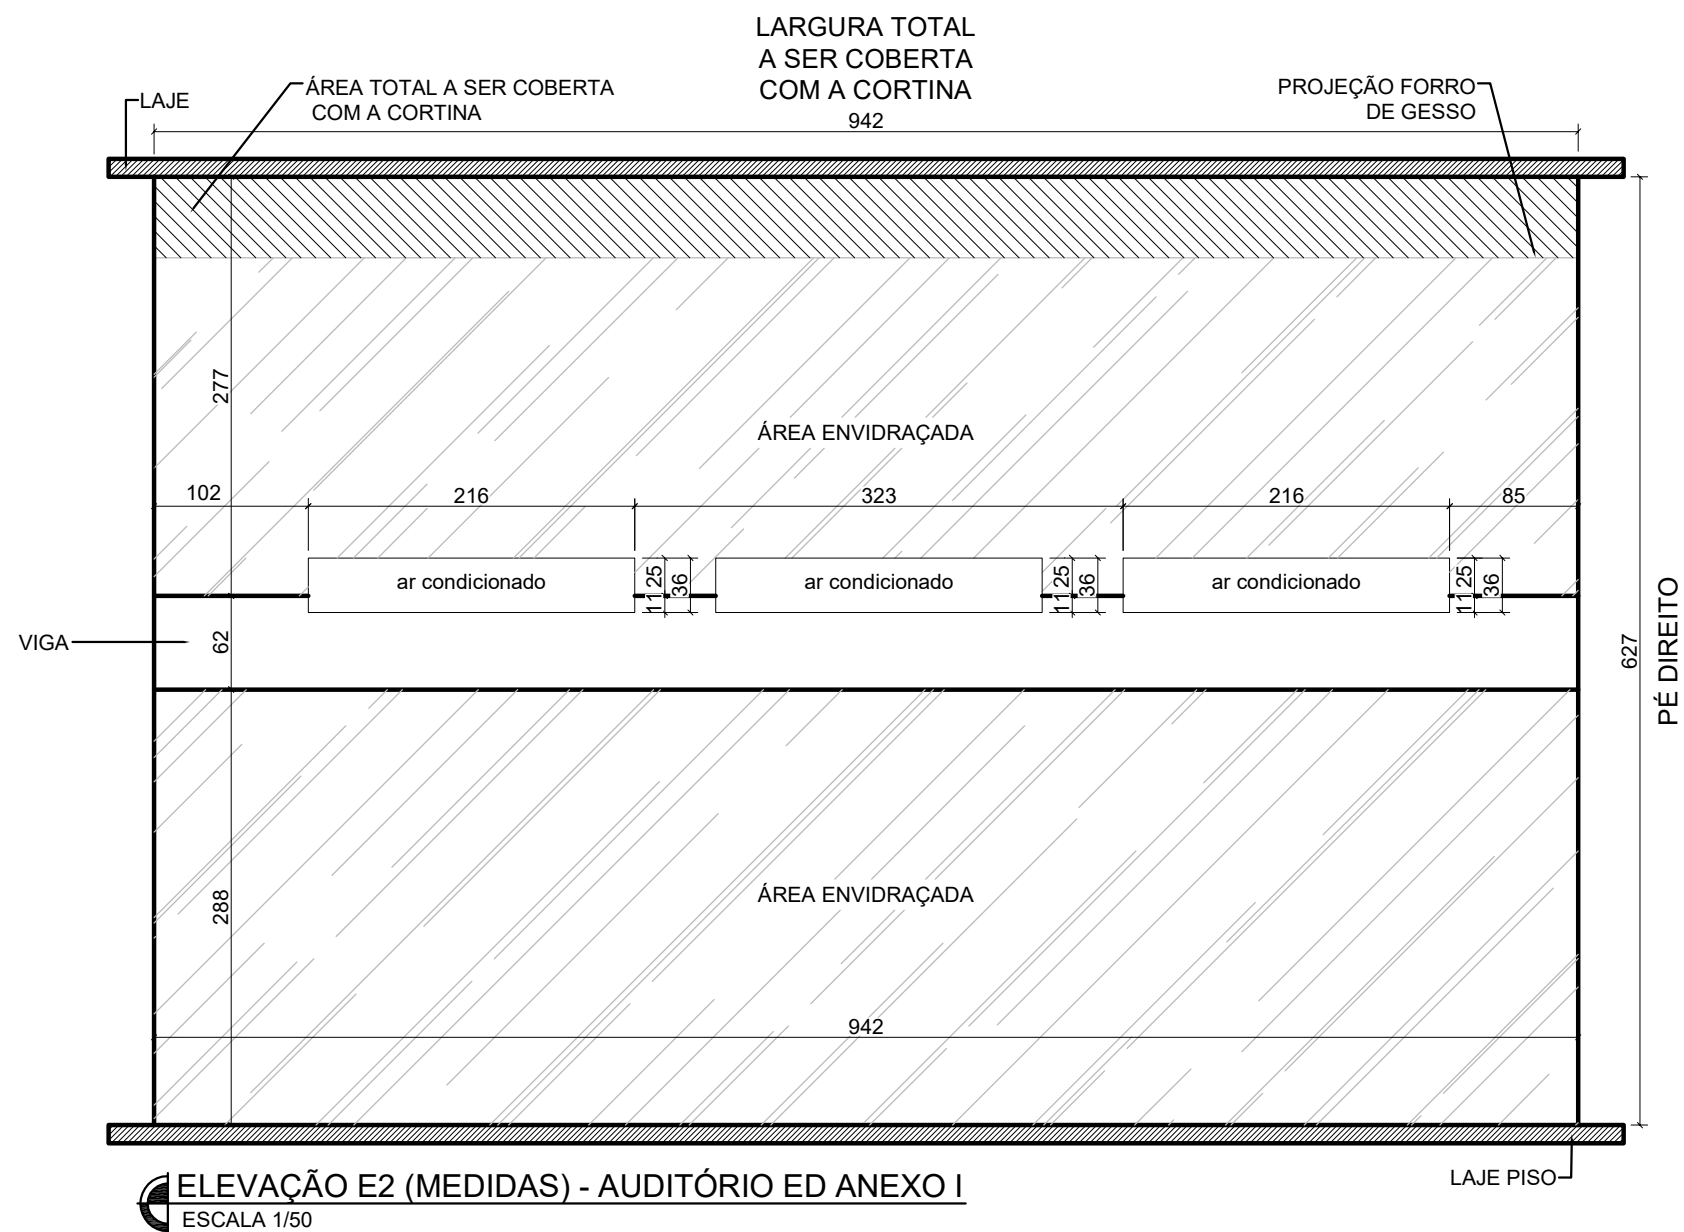 LARGURA TOTAL
A SER COBERTA
COM A CORTINA
942
LAJE
ÁREA TOTAL A SER COBERTA
COM A CORTINA
PROJEÇÃO FORRO
DE GESSO
277
ÁREA ENVIDRAÇADA
102
216
323
216
85
ar condicionado
11
25
36
ar condicionado
11
25
36
ar condicionado
11
25
36
VIGA
62
627
PÉ DIREITO
288
ÁREA ENVIDRAÇADA
942
LAJE PISO
ELEVAÇÃO E2 (MEDIDAS) - AUDITÓRIO ED ANEXO I
ESCALA 1/50